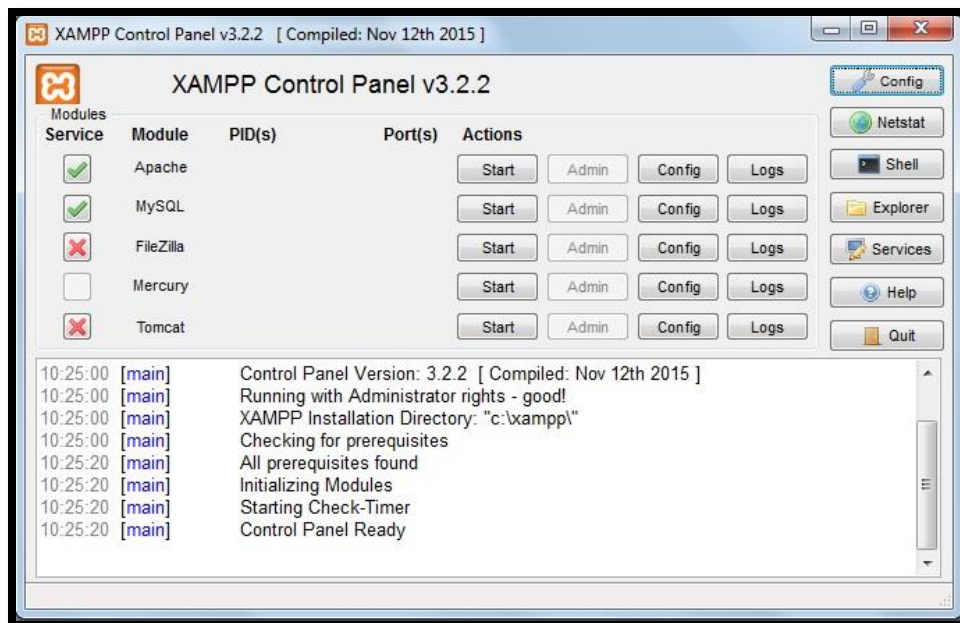 XAMPP Control Panel v3.2.2 [ Compiled: Nov 12th 2015 ]
XAMPP Control Panel v3.2.2
Config
Modules
Service Module PID(s) Port(s) Actions
Netstat
Apache Start Admin Config Logs
Shell
MySQL Start Admin Config Logs
Explorer
FileZilla Start Admin Config Logs
Services
Mercury Start Admin Config Logs
Help
Tomcat Start Admin Config Logs
Quit
10:25:00 [main] Control Panel Version: 3.2.2 [ Compiled: Nov 12th 2015 ]
10:25:00 [main] Running with Administrator rights - good!
10:25:00 [main] XAMPP Installation Directory: "c:\xampp\"
10:25:00 [main] Checking for prerequisites
10:25:20 [main] All prerequisites found
10:25:20 [main] Initializing Modules
10:25:20 [main] Starting Check-Timer
10:25:20 [main] Control Panel Ready